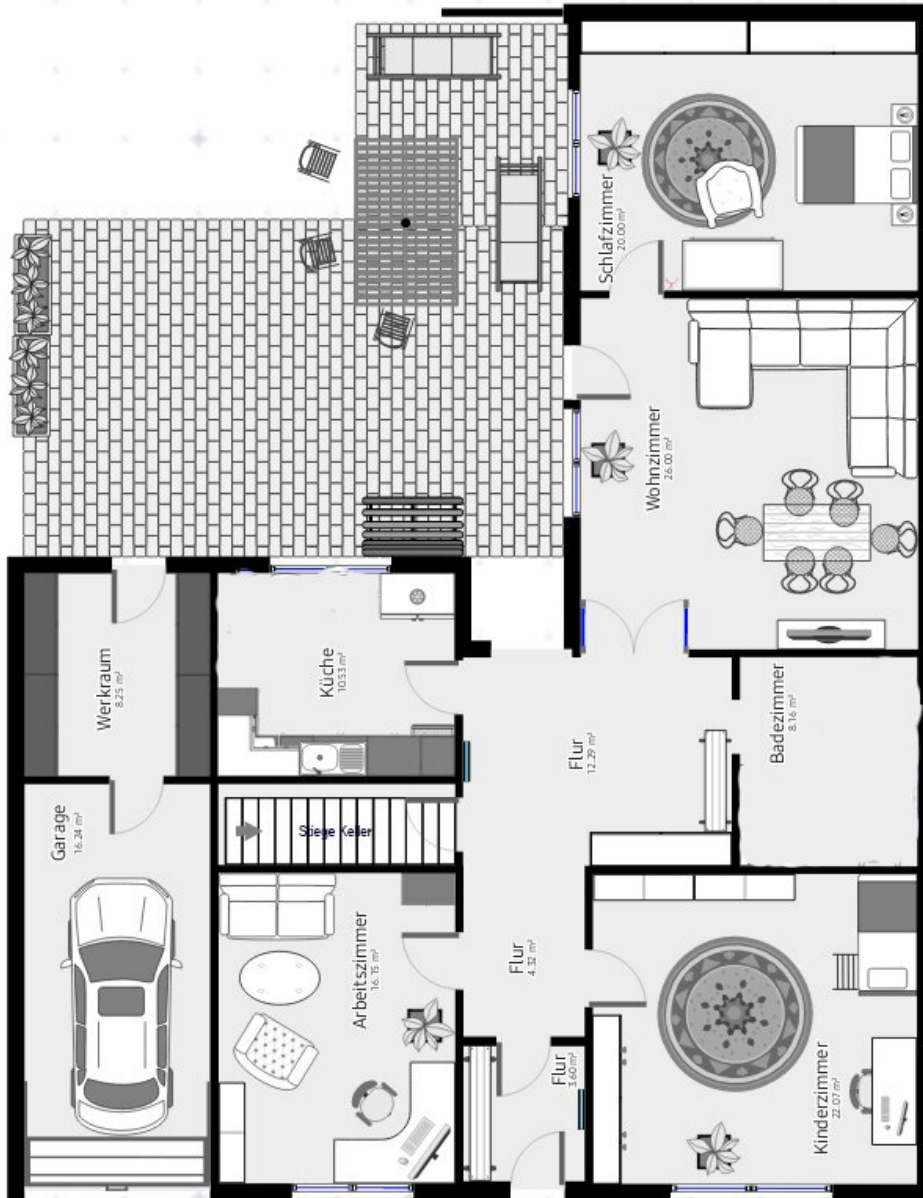 Schlafzimmer
20.00 m²
Wohnzimmer
26.00 m²
Werkraum
8.25 m²
Küche
10.53 m²
Flur
12.29 m²
Badezimmer
8.16 m²
Garage
16.24 m²
Stiege Keller
Arbeitszimmer
16.15 m²
Flur
4.32 m²
Flur
3.60 m²
Kinderzimmer
22.07 m²